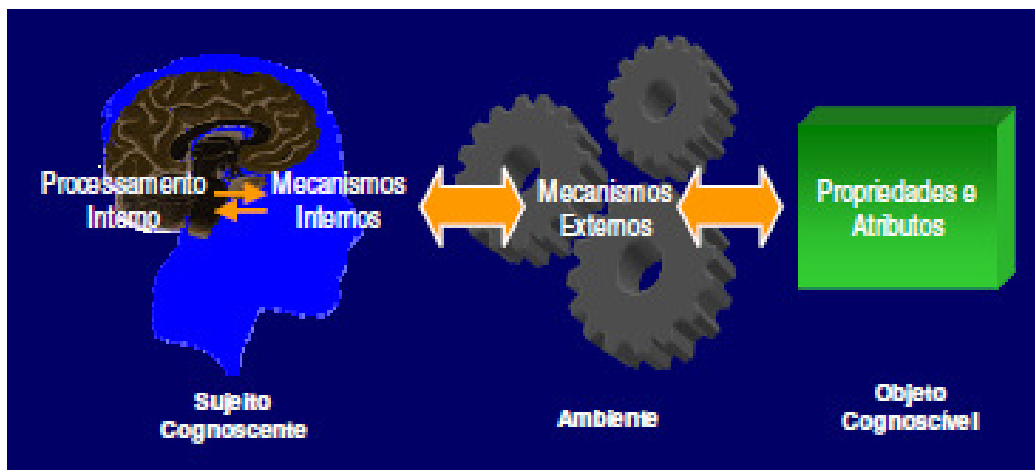 Processamento
Interno
Mecanismos
Internos
Mecanismos
Externos
Propriedades e
Atributos
Sujeito
Cognoscente
Ambiente
Objeto
Cognoscível